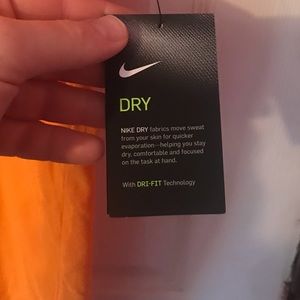 DRY
NIKE DRY fabrics move sweat
from your skin for quicker
evaporation—helping you stay
dry, comfortable and focused
on the task at hand.
With DRI-FIT Technology